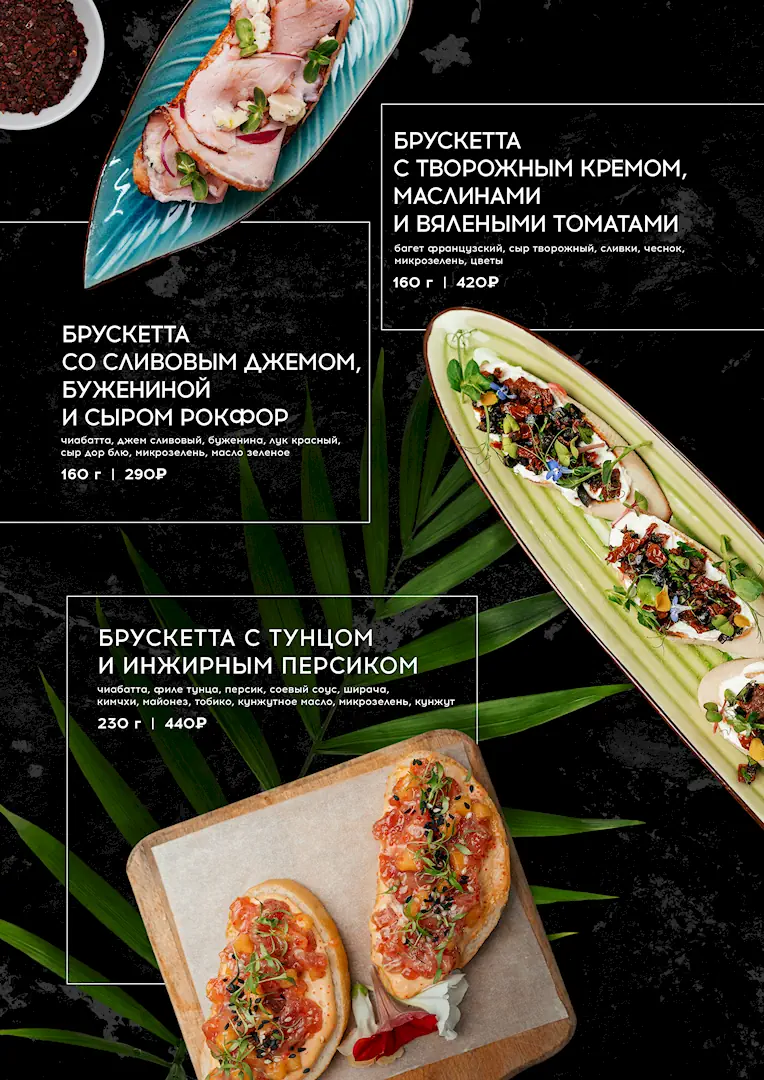 БРУСКЕТТА
С ТВОРОЖНЫМ КРЕМОМ,
МАСЛИНАМИ
И ВЯЛЕНЫМИ ТОМАТАМИ
багет французский, сыр творожный, сливки, чеснок,
микрозелень, цветы
160 г | 420₽
БРУСКЕТТА
СО СЛИВОВЫМ ДЖЕМОМ,
БУЖЕНИНОЙ
И СЫРОМ РОКФОР
чиабатта, джем сливовый, буженина, лук красный,
сыр дор блю, микрозелень, масло зеленое
160 г | 290₽
БРУСКЕТТА С ТУНЦОМ
И ИНЖИРНЫМ ПЕРСИКОМ
чиабатта, филе тунца, персик, соевый соус, ширача,
кимчхи, майонез, тобико, кунжутное масло, микрозелень, кунжут
230 г | 440₽